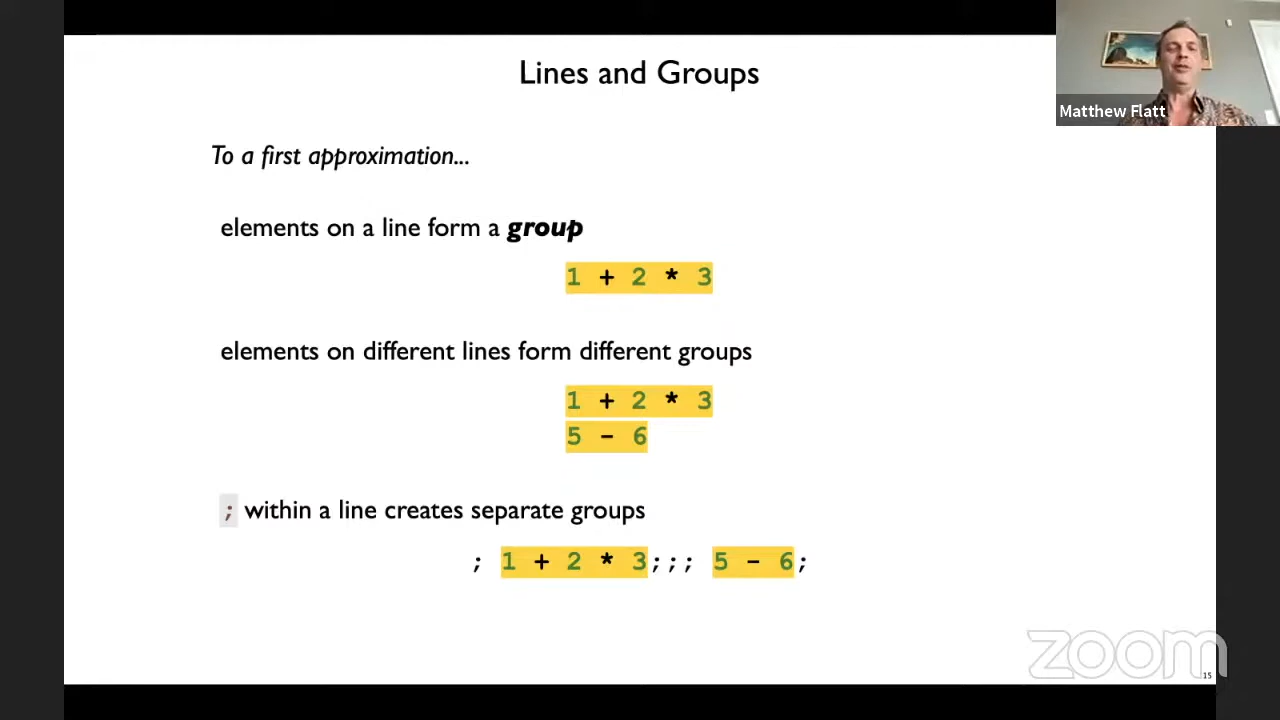 Lines and Groups
Matthew Flatt
To a first approximation...
elements on a line form a group
1 + 2 * 3
elements on different lines form different groups
1 + 2 * 3
5 - 6
; within a line creates separate groups
; 1 + 2 * 3;;; 5 - 6;
zoom
15